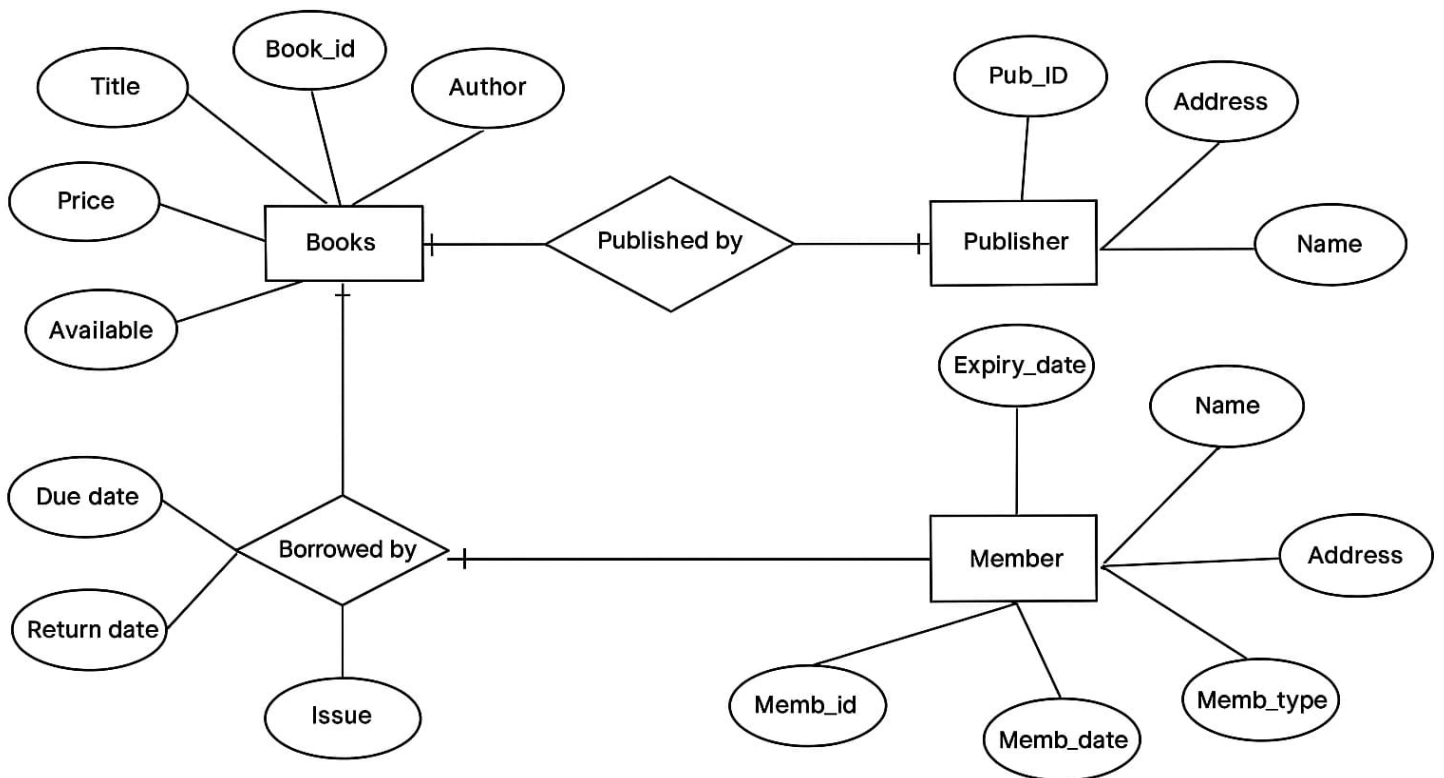 Book_id
Title
Author
Pub_ID
Address
Price
Books
Published by
Publisher
Name
Available
Expiry_date
Name
Due date
Borrowed by
Member
Address
Return date
Issue
Memb_id
Memb_date
Memb_type